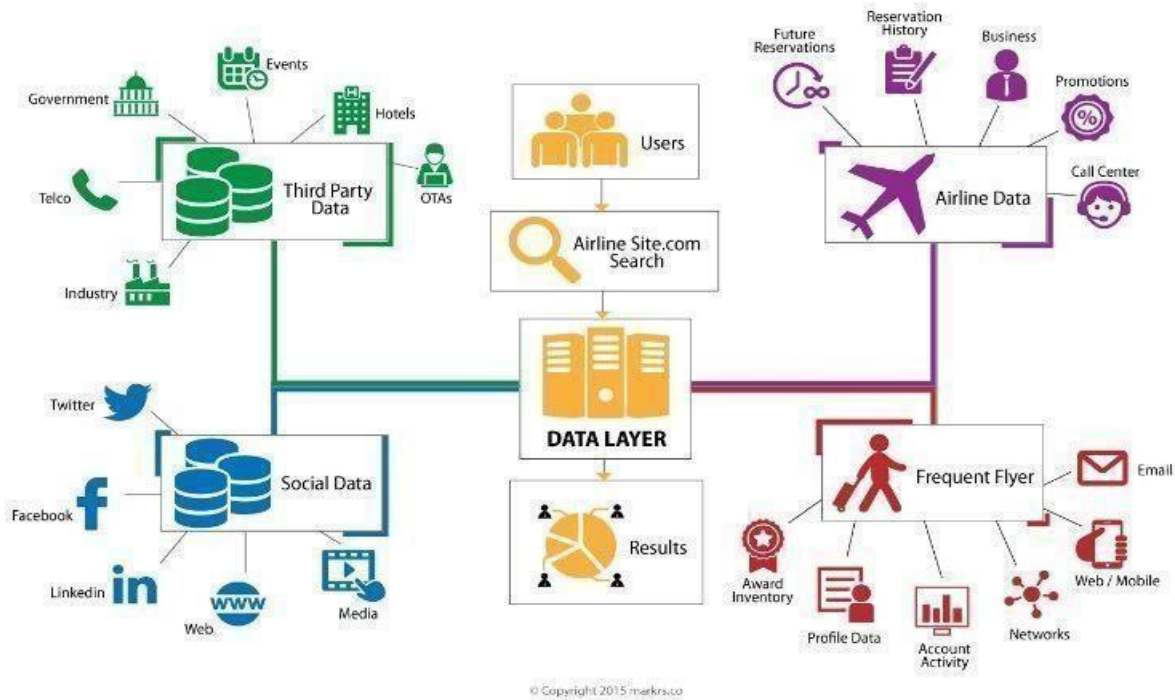 Government
Events
Hotels
Telco
Third Party
Data
OTAs
Industry
Users
Airline Site.com
Search
DATA LAYER
Results
Future
Reservations
Reservation
History
Business
Promotions
%
Call Center
Airline Data
Twitter
Facebook
f
Linkedin
in
Web
www
Media
Social Data
Frequent Flyer
Email
Web / Mobile
Networks
Account
Activity
Profile Data
Award
Inventory
H
© Copyright 2015 markrs.co